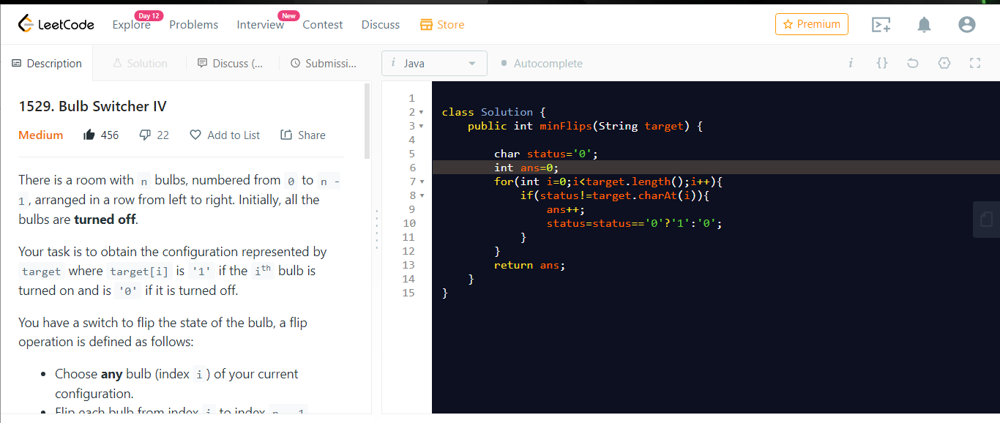 Day 12 New
LeetCode Explore Problems Interview Contest Discuss Store Premium
Description Solution Discuss (... Submissi... i Java Autocomplete i {}
1529. Bulb Switcher IV
Medium 456 22 Add to List Share
There is a room with n bulbs, numbered from 0 to n -
1 , arranged in a row from left to right. Initially, all the
bulbs are turned off.
Your task is to obtain the configuration represented by
target where target[i] is '1' if the ith bulb is
turned on and is '0' if it is turned off.
You have a switch to flip the state of the bulb, a flip
operation is defined as follows:
• Choose any bulb (index i ) of your current
configuration.
• Flip each bulb from index i to index n - 1
1
2 class Solution {
3 public int minFlips(String target) {
4
5 char status='0';
6 int ans=0;
7 for(int i=0;i<target.length();i++){
8 if(status!=target.charAt(i)){
9 ans++;
10 status=status=='0'?'1':'0';
11 }
12 }
13 return ans;
14 }
15 }